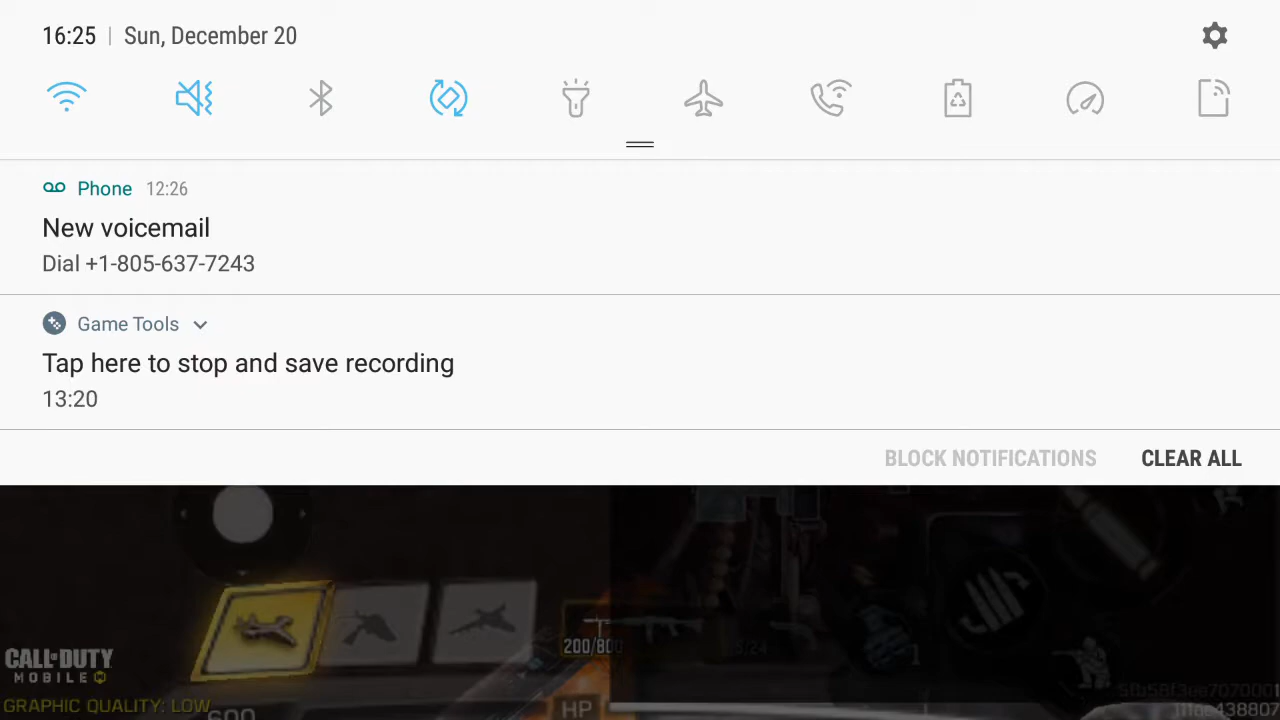 16:25 | Sun, December 20
Phone 12:26
New voicemail
Dial +1-805-637-7243
Game Tools
Tap here to stop and save recording
13:20
BLOCK NOTIFICATIONS CLEAR ALL
200/800
CALL OF DUTY
MOBILE
GRAPHIC QUALITY: LOW
600
HP